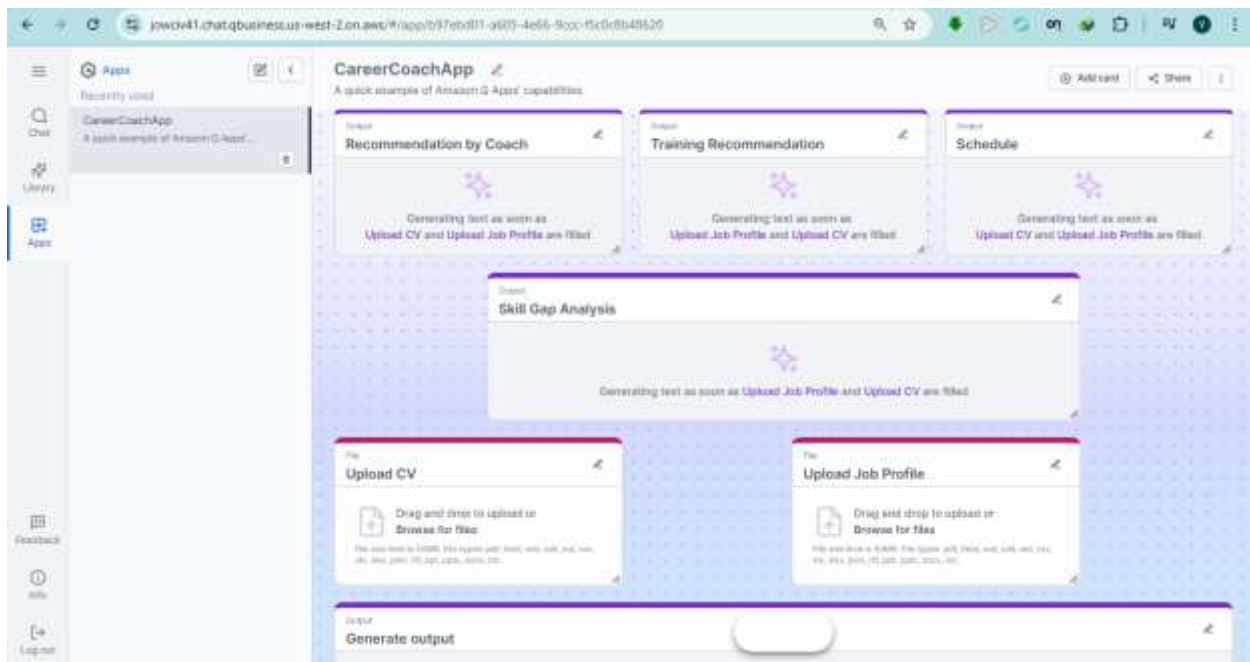 Apps
Recently used
CareerCoachApp
A quick example of Amazon Q Apps'...
Chat
Library
Apps
Feedback
Info
Log out
CareerCoachApp
A quick example of Amazon Q Apps' capabilities
Add card
Share
Output
Recommendation by Coach
Generating text as soon as
Upload CV and Upload Job Profile are filled
Output
Training Recommendation
Generating text as soon as
Upload Job Profile and Upload CV are filled
Output
Schedule
Generating text as soon as
Upload CV and Upload Job Profile are filled
Output
Skill Gap Analysis
Generating text as soon as Upload Job Profile and Upload CV are filled
File
Upload CV
Drag and drop to upload or
Browse for files
File
Upload Job Profile
Drag and drop to upload or
Browse for files
Output
Generate output